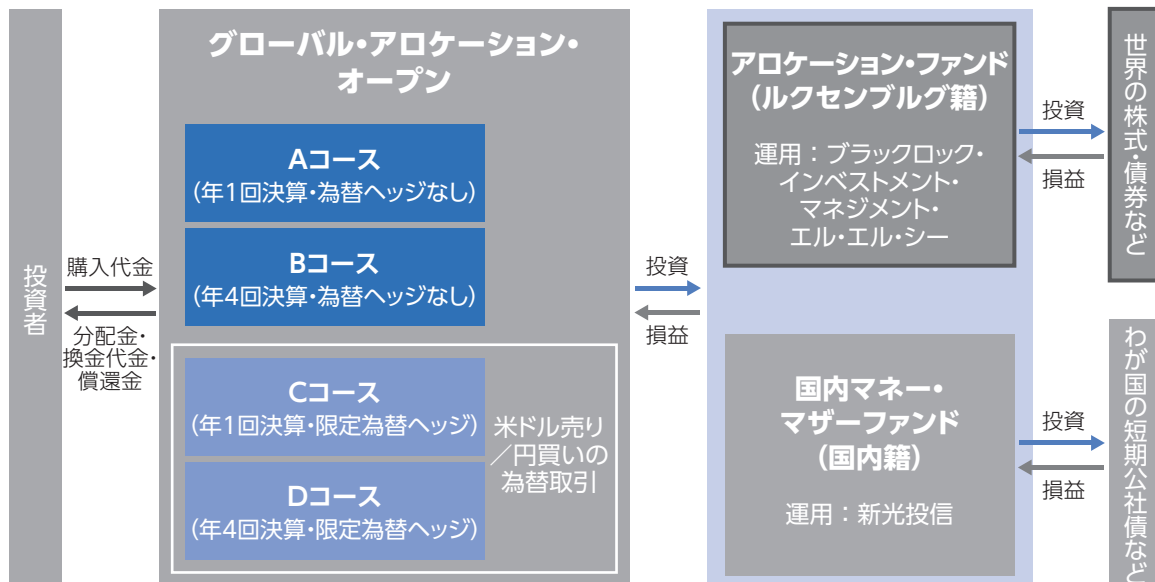 投資者
購入代金
分配金・
換金代金・
償還金
グローバル・アロケーション・
オープン
Aコース
(年1回決算・為替ヘッジなし)
Bコース
(年4回決算・為替ヘッジなし)
Cコース
(年1回決算・限定為替ヘッジ)
Dコース
(年4回決算・限定為替ヘッジ)
米ドル売り
／円買いの
為替取引
投資
損益
アロケーション・ファンド
(ルクセンブルグ籍)
運用：ブラックロック・
インベストメント・
マネジメント・
エル・エル・シー
投資
損益
世界の株式・債券など
国内マネー・
マザーファンド
(国内籍)
運用：新光投信
投資
損益
わが国の短期公社債など